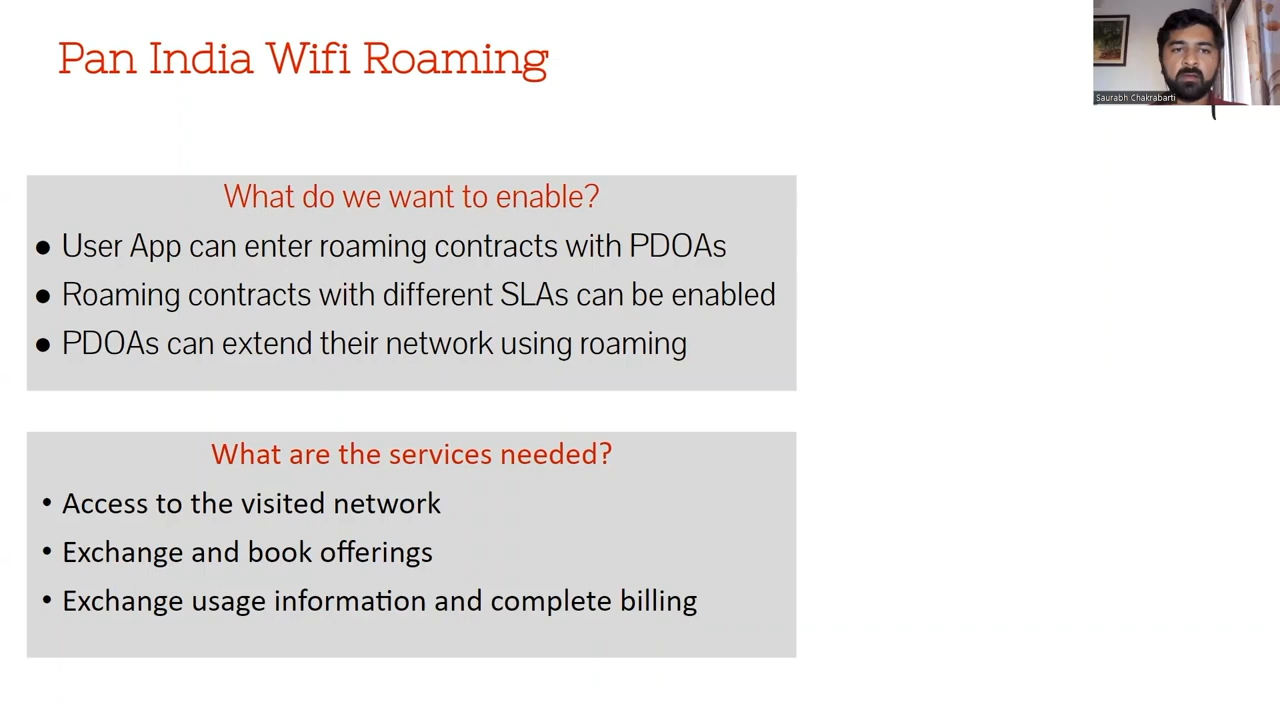 Pan India Wifi Roaming
Saurabh Chakrabarti
What do we want to enable?
● User App can enter roaming contracts with PDOAs
● Roaming contracts with different SLAs can be enabled
● PDOAs can extend their network using roaming
What are the services needed?
• Access to the visited network
• Exchange and book offerings
• Exchange usage information and complete billing